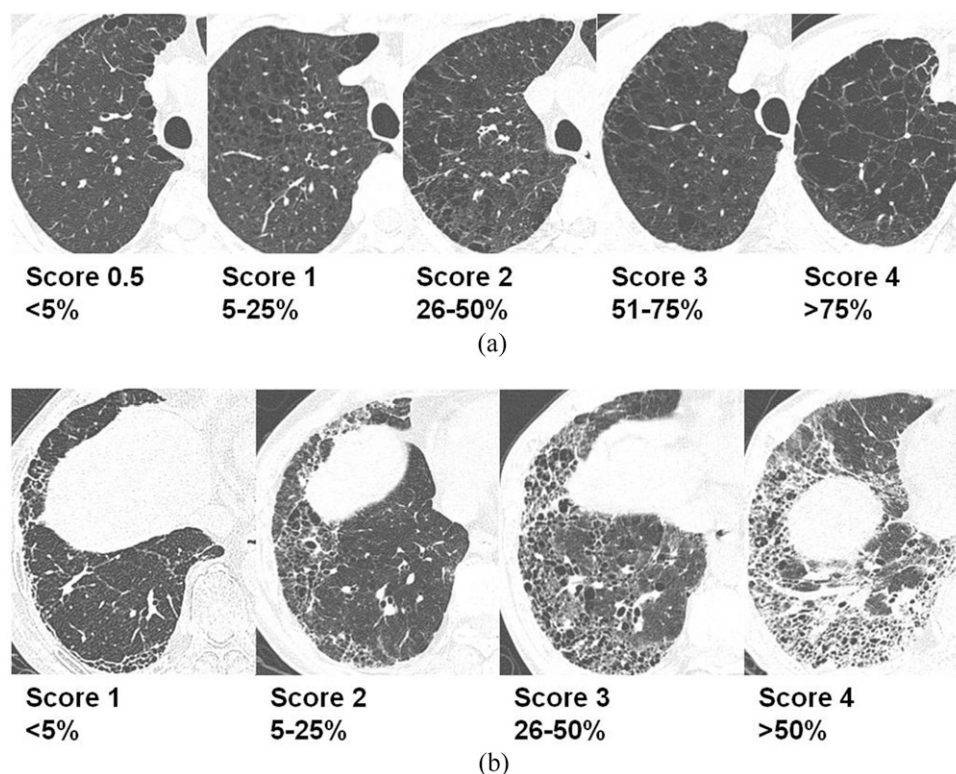 Score 0.5 Score 1 Score 2 Score 3 Score 4
<5% 5-25% 26-50% 51-75% >75%
(a)
Score 1 Score 2 Score 3 Score 4
<5% 5-25% 26-50% >50%
(b)